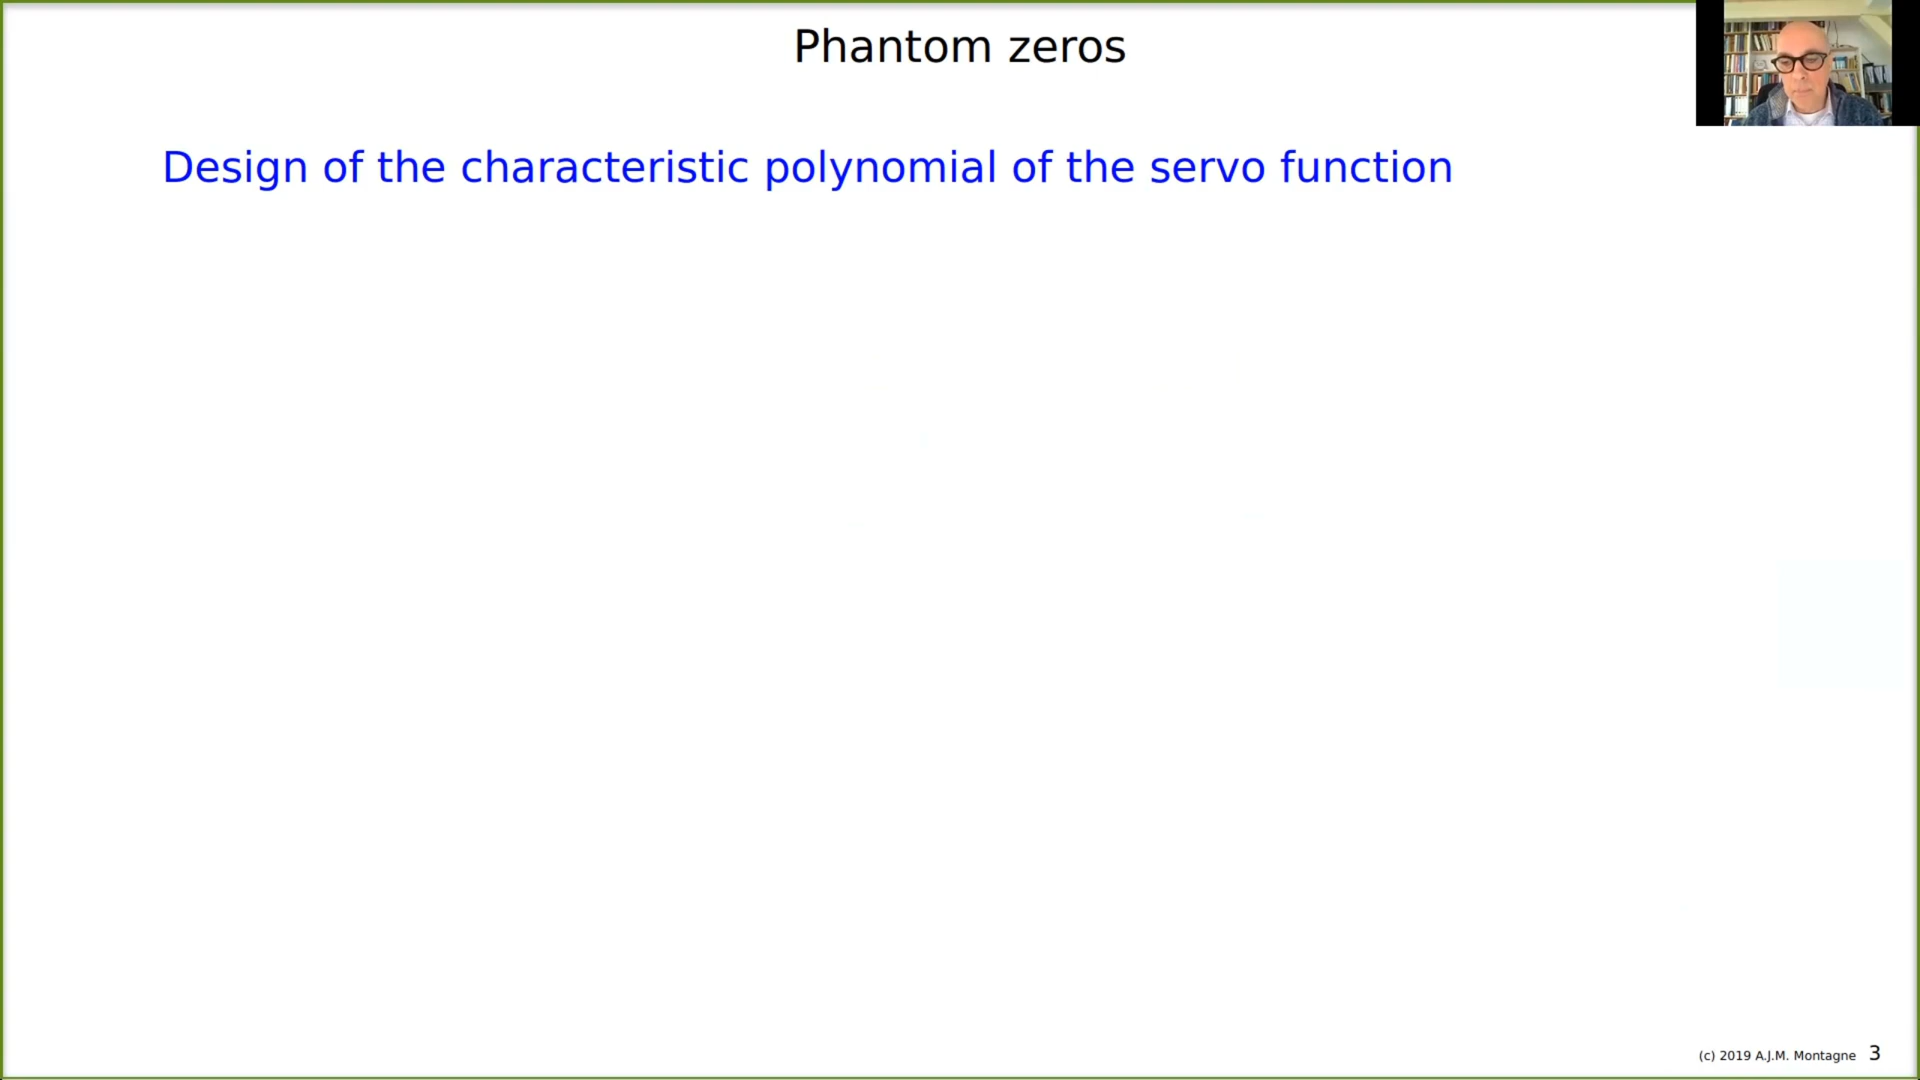 Phantom zeros
Design of the characteristic polynomial of the servo function
(c) 2019 A.J.M. Montagne 3